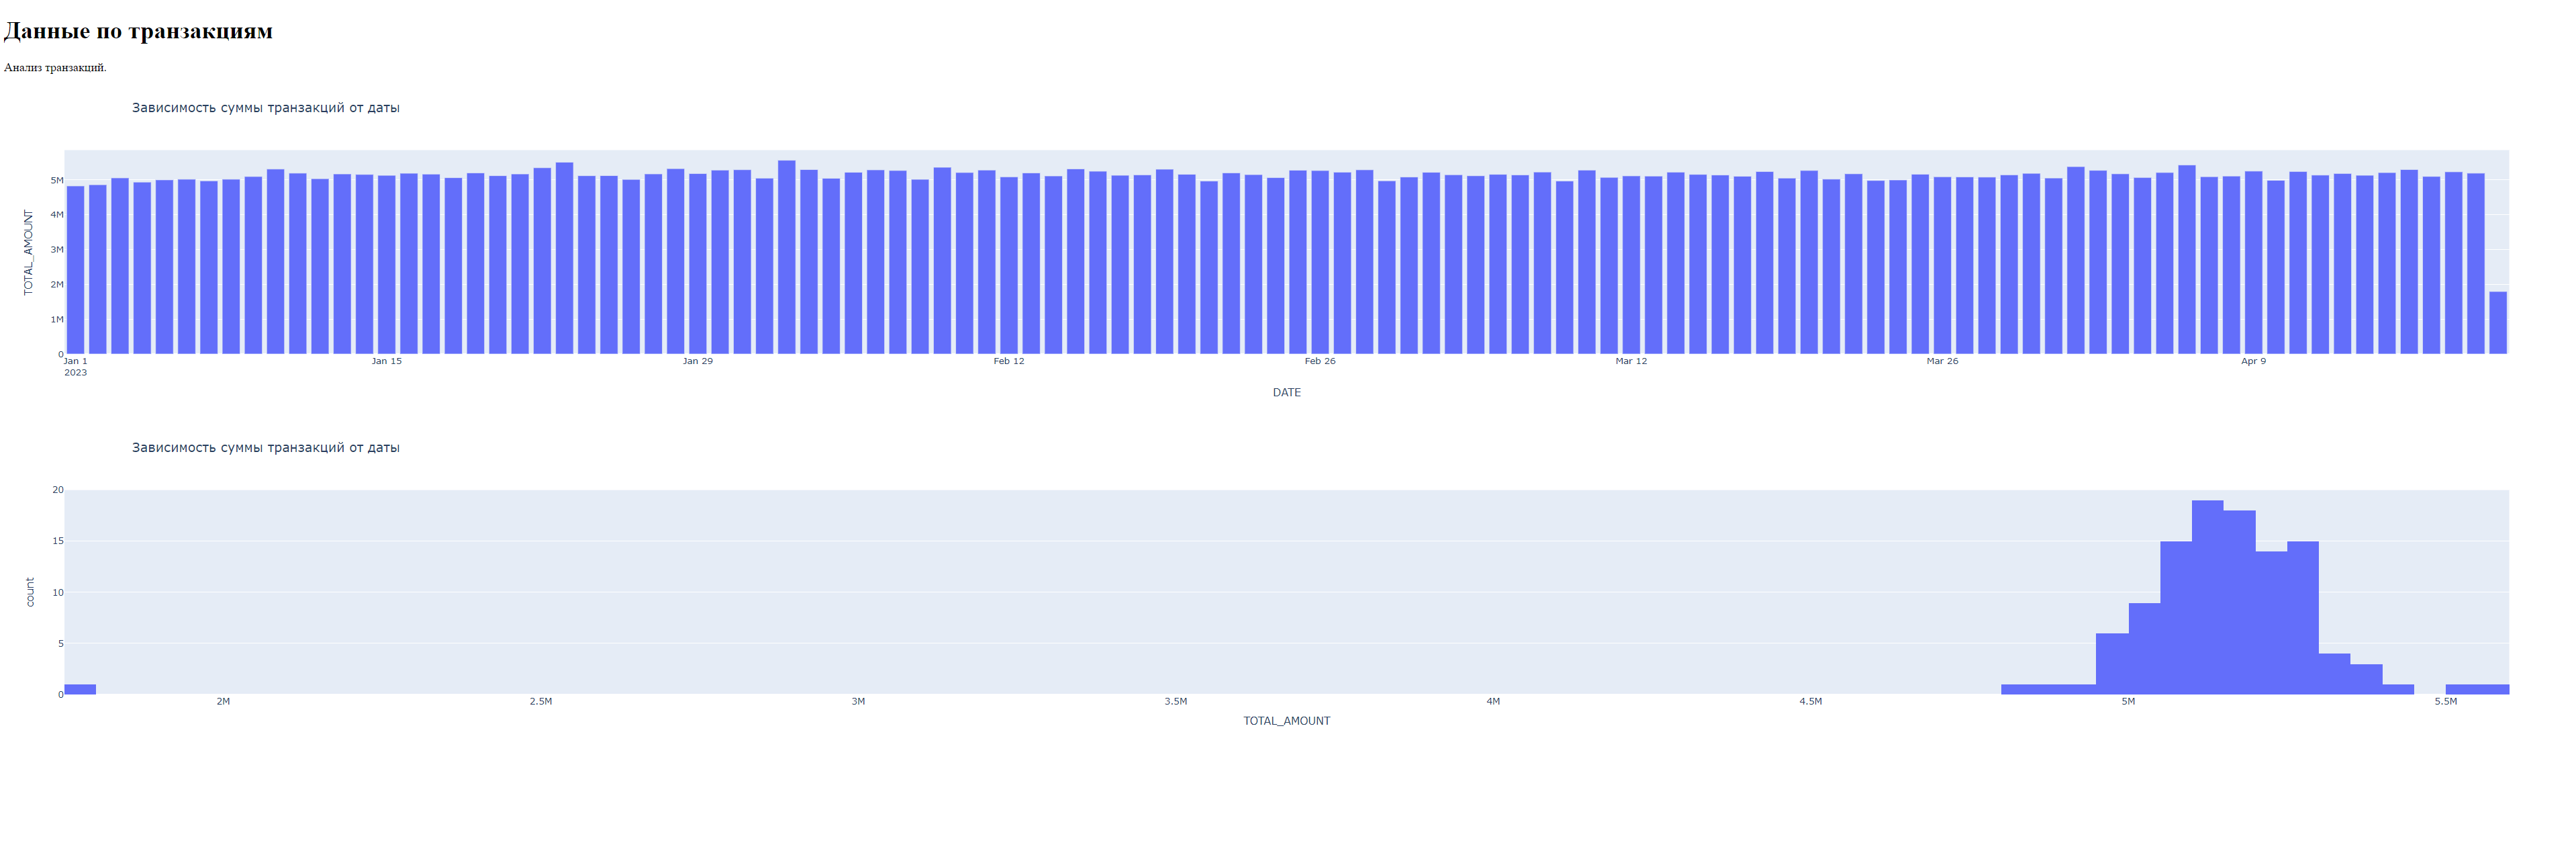 Данные по транзакциям
Анализ транзакций.
Зависимость суммы транзакций от даты
5M
4M
3M
2M
1M
0
TOTAL_AMOUNT
Jan 1 Jan 15 Jan 29 Feb 12 Feb 26 Mar 12 Mar 26 Apr 9
2023
DATE
Зависимость суммы транзакций от даты
20
15
10
5
0
count
2M 2.5M 3M 3.5M 4M 4.5M 5M 5.5M
TOTAL_AMOUNT